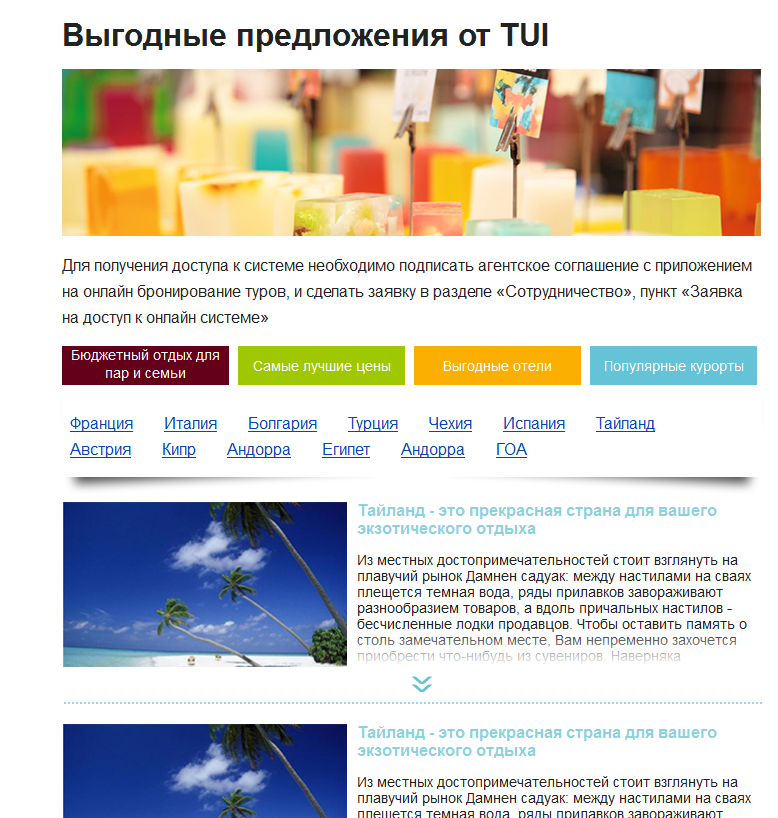 Выгодные предложения от TUI
Для получения доступа к системе необходимо подписать агентское соглашение с приложением
на онлайн бронирование туров, и сделать заявку в разделе «Сотрудничество», пункт «Заявка
на доступ к онлайн системе»
Бюджетный отдых для
пар и семьи
Самые лучшие цены
Выгодные отели
Популярные курорты
Франция Италия Болгария Турция Чехия Испания Тайланд
Австрия Кипр Андорра Египет Андорра ГОА
Тайланд - это прекрасная страна для вашего
экзотического отдыха
Из местных достопримечательностей стоит взглянуть на
плавучий рынок Дамнен садуак: между настилами на сваях
плещется темная вода, ряды прилавков завораживают
разнообразием товаров, а вдоль причальных настилов -
бесчисленные лодки продавцов. Чтобы оставить память о
столь замечательном месте, Вам непременно захочется
приобрести что-нибудь из сувениров. Наверняка
Тайланд - это прекрасная страна для вашего
экзотического отдыха
Из местных достопримечательностей стоит взглянуть на
плавучий рынок Дамнен садуак: между настилами на сваях
плещется темная вода, ряды прилавков завораживают